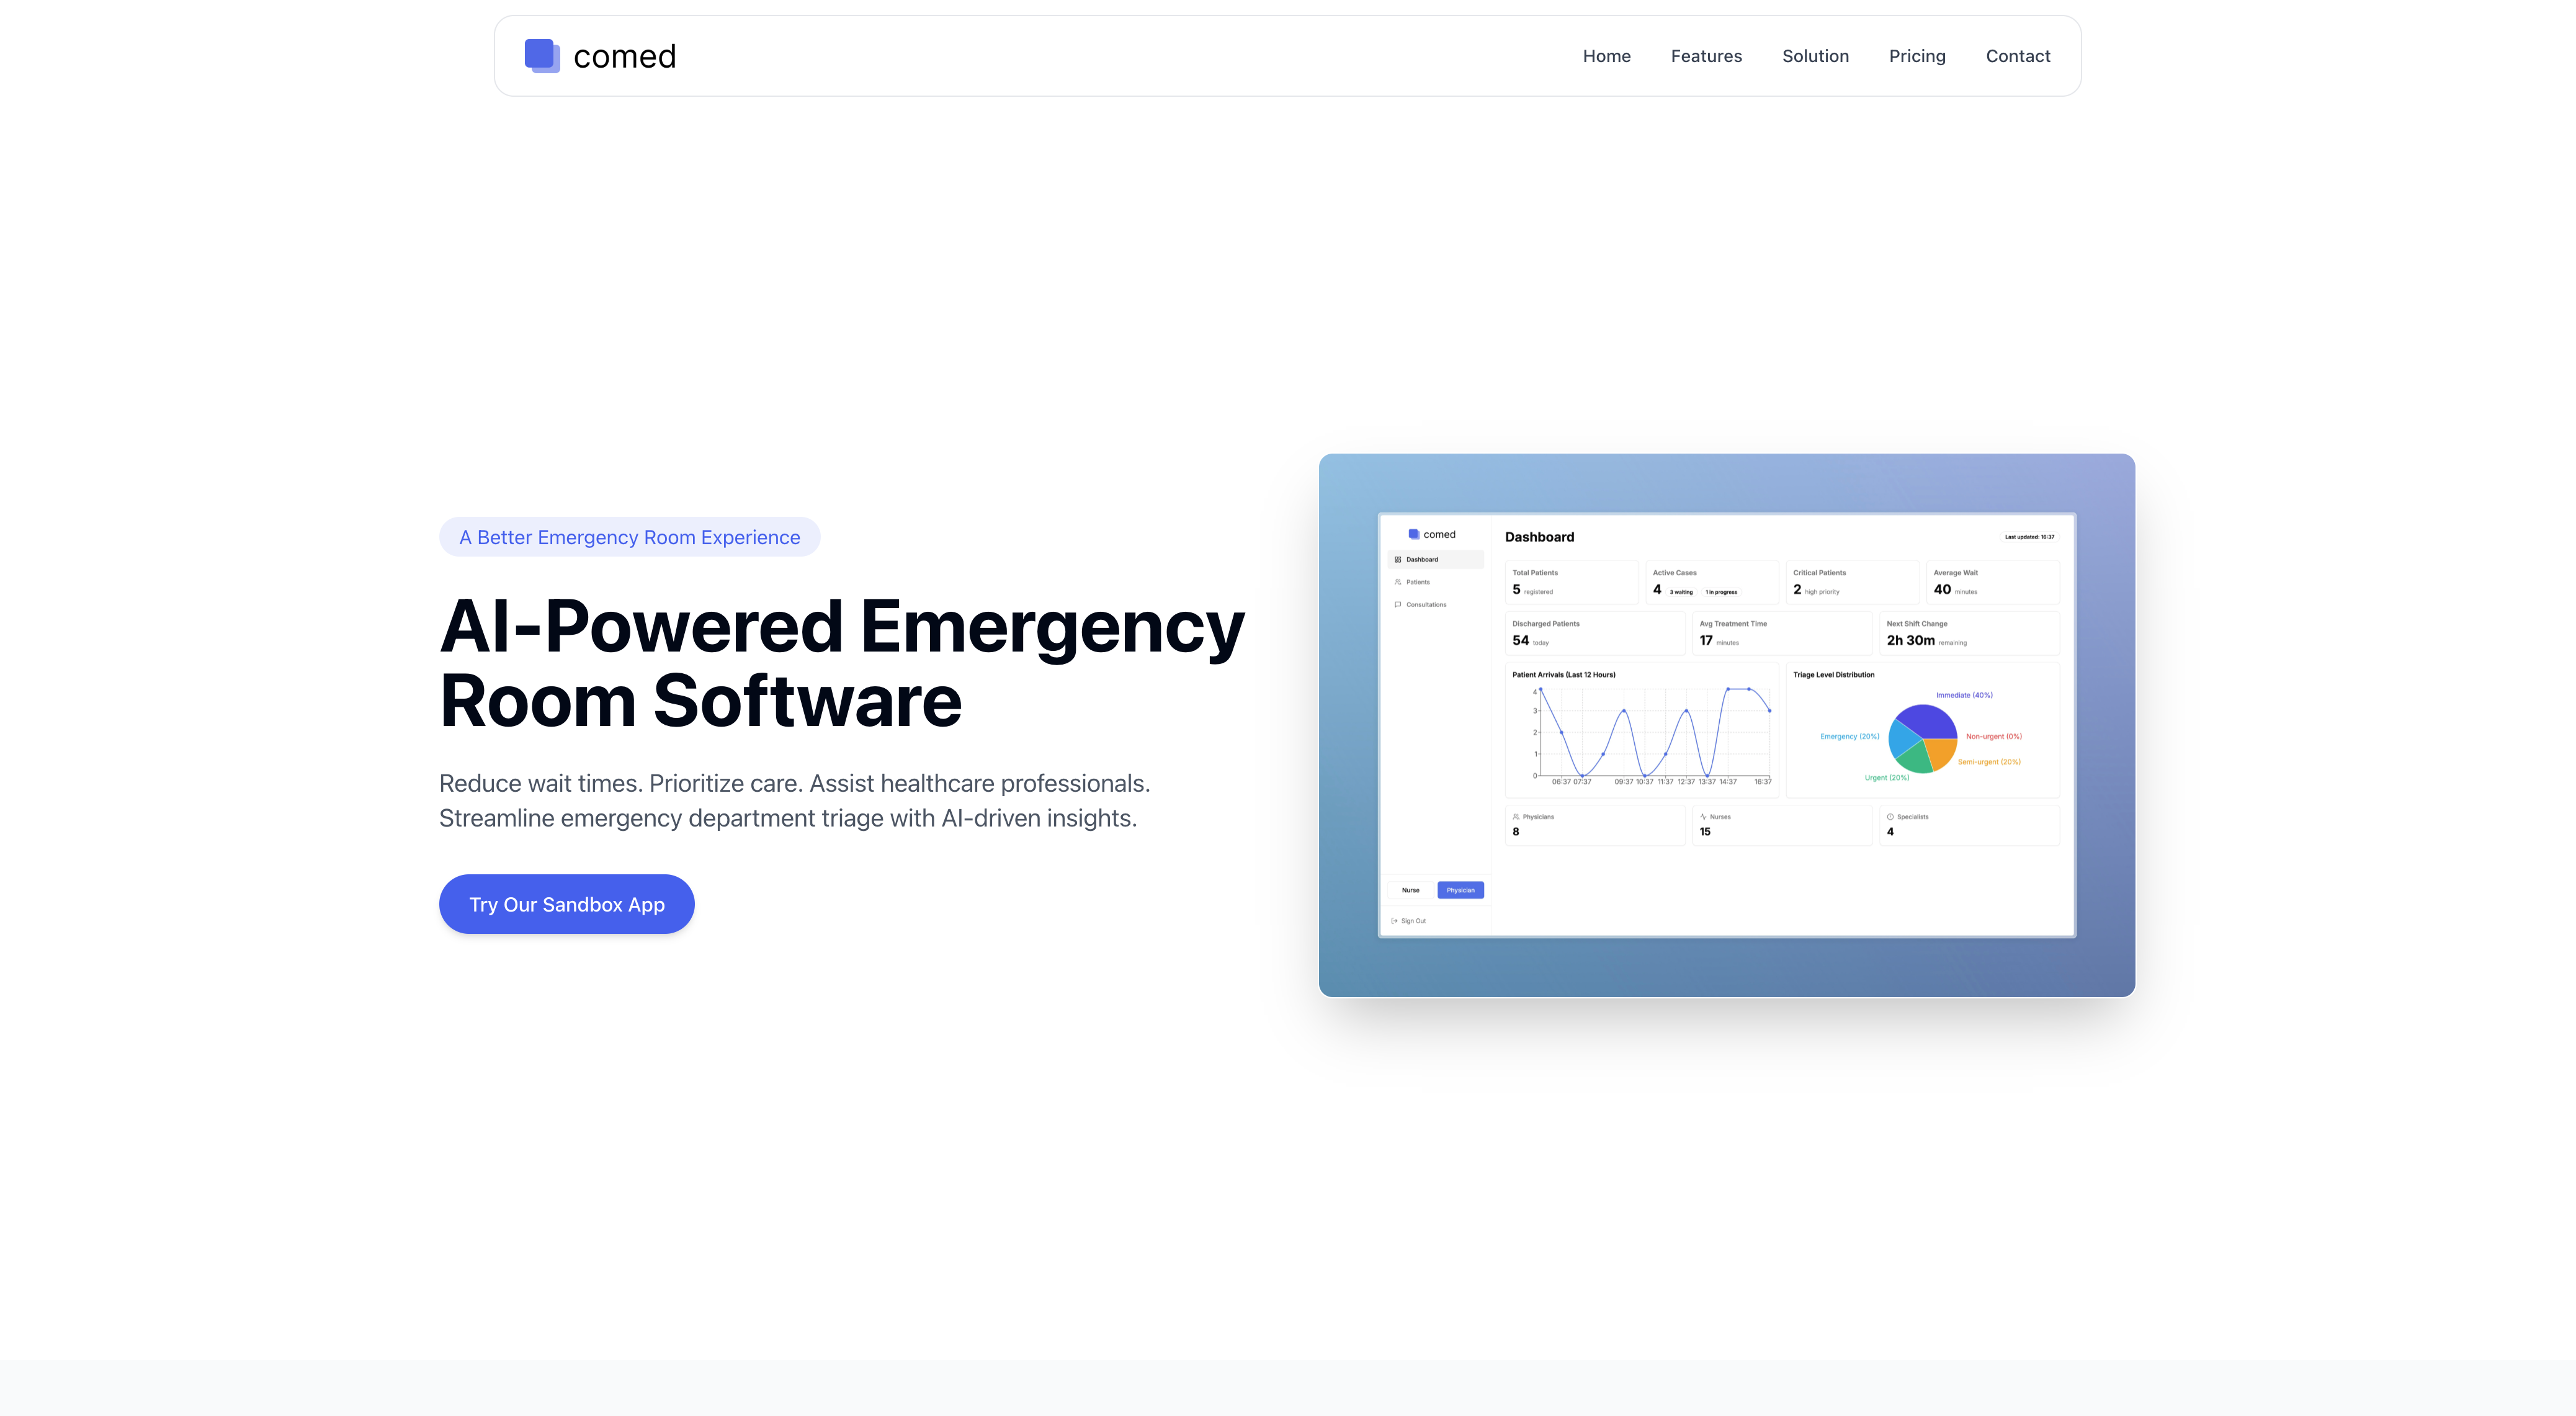 comed
Home Features Solution Pricing Contact
A Better Emergency Room Experience
AI-Powered Emergency
Room Software
Reduce wait times. Prioritize care. Assist healthcare professionals.
Streamline emergency department triage with AI-driven insights.
Try Our Sandbox App
comed
Dashboard
Patients
Consultations
Nurse Physician
Sign Out
Dashboard
Last updated: 16:37
Total Patients
5 registered
Active Cases
4 3 waiting 1 in progress
Critical Patients
2 high priority
Average Wait
40 minutes
Discharged Patients
54 today
Avg Treatment Time
17 minutes
Next Shift Change
2h 30m remaining
Patient Arrivals (Last 12 Hours)
4
3
2
1
0
06:37 07:37 09:37 10:37 11:37 12:37 13:37 14:37 16:37
Triage Level Distribution
Immediate (40%)
Emergency (20%)
Non-urgent (0%)
Semi-urgent (20%)
Urgent (20%)
Physicians
8
Nurses
15
Specialists
4